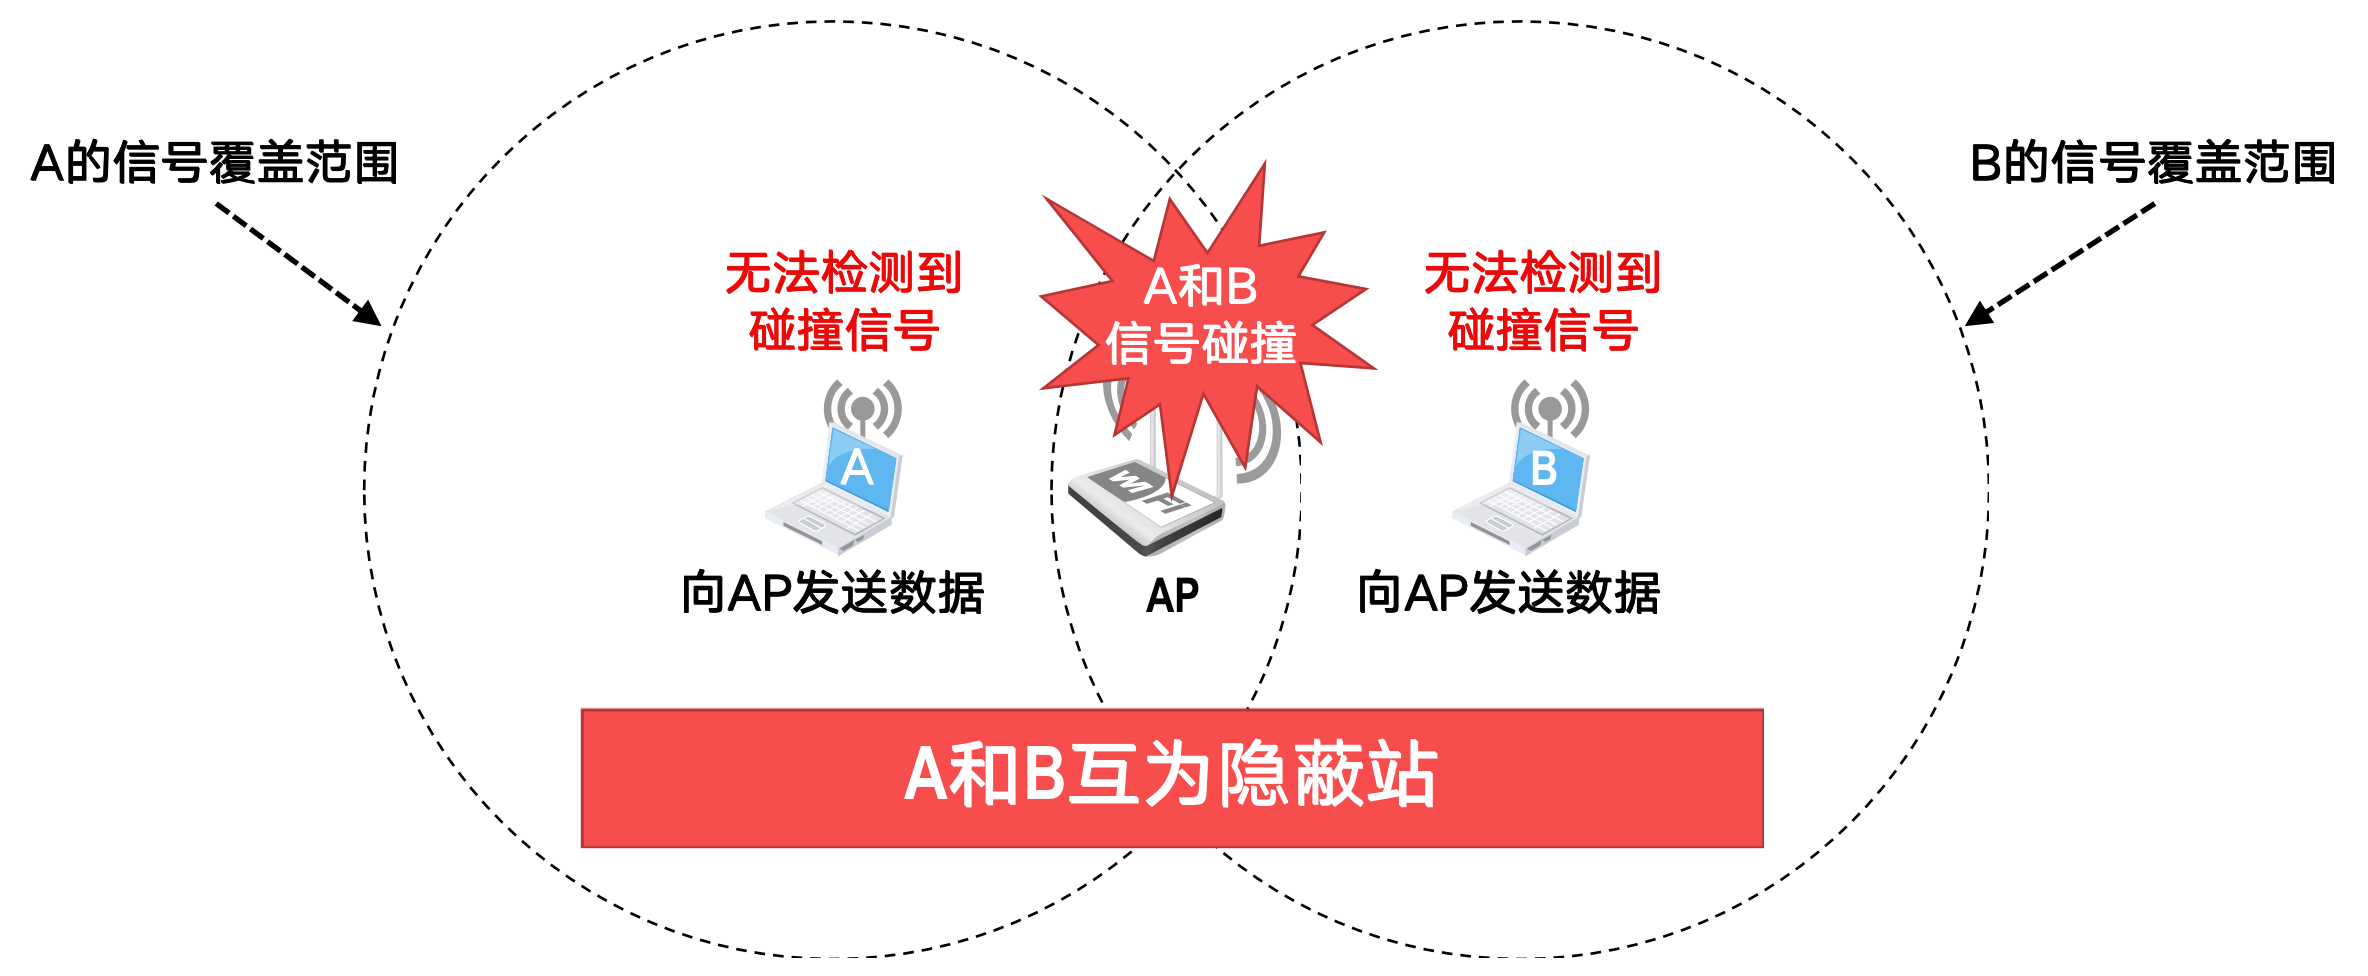 A的信号覆盖范围
B的信号覆盖范围
无法检测到
碰撞信号
A和B
信号碰撞
无法检测到
碰撞信号
A
WiFi
B
向AP发送数据
AP
向AP发送数据
A和B互为隐蔽站